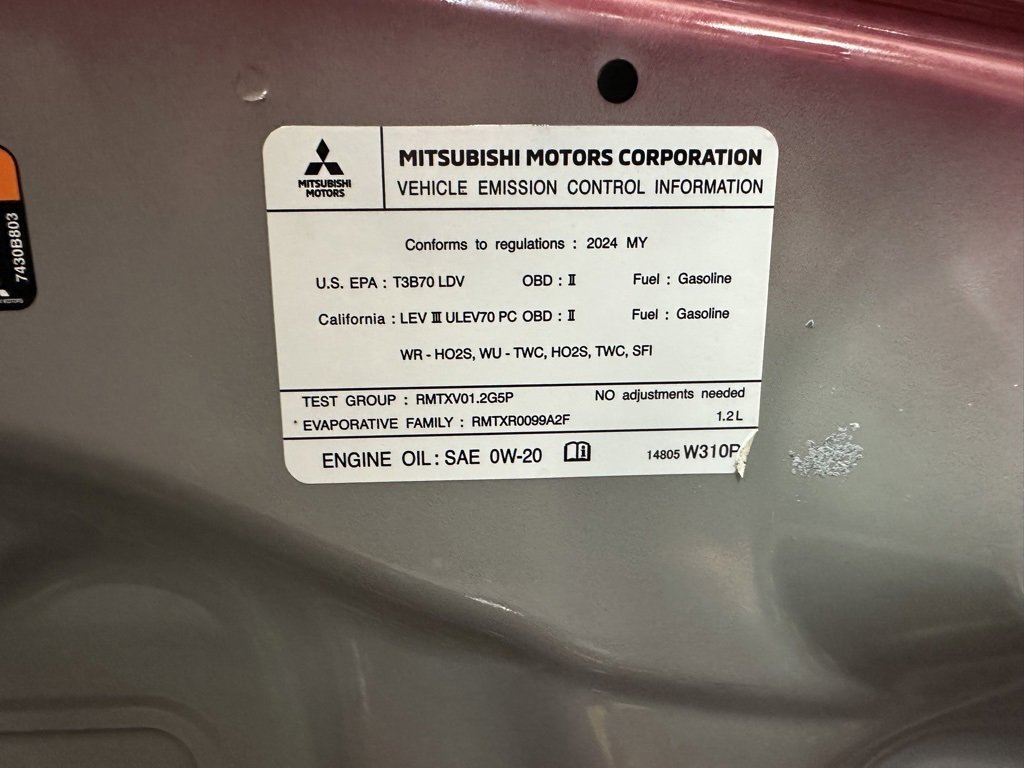 MITSUBISHI
MOTORS
MITSUBISHI MOTORS CORPORATION
VEHICLE EMISSION CONTROL INFORMATION
Conforms to regulations : 2024 MY
U.S. EPA : T3B70 LDV OBD : II Fuel : Gasoline
California : LEV III ULEV70 PC OBD : II Fuel : Gasoline
WR - HO2S, WU - TWC, HO2S, TWC, SFI
TEST GROUP : RMTXV01.2G5P NO adjustments needed
* EVAPORATIVE FAMILY : RMTXR0099A2F 1.2 L
ENGINE OIL : SAE 0W-20 14805 W310P
7430B803